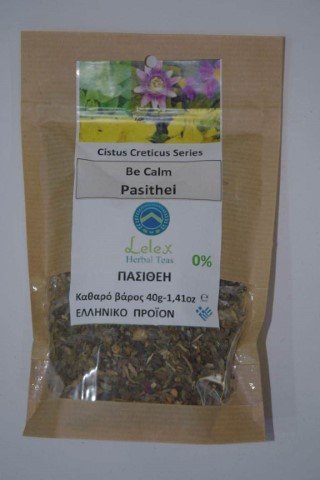 Cistus Creticus Series
Be Calm
Pasithei
Lelex
Herbal Teas
0%
ΠΑΣΙΘΕΗ
Καθαρό βάρος 40g-1,41oz ℮
ΕΛΛΗΝΙΚΟ ΠΡΟΪΟΝ